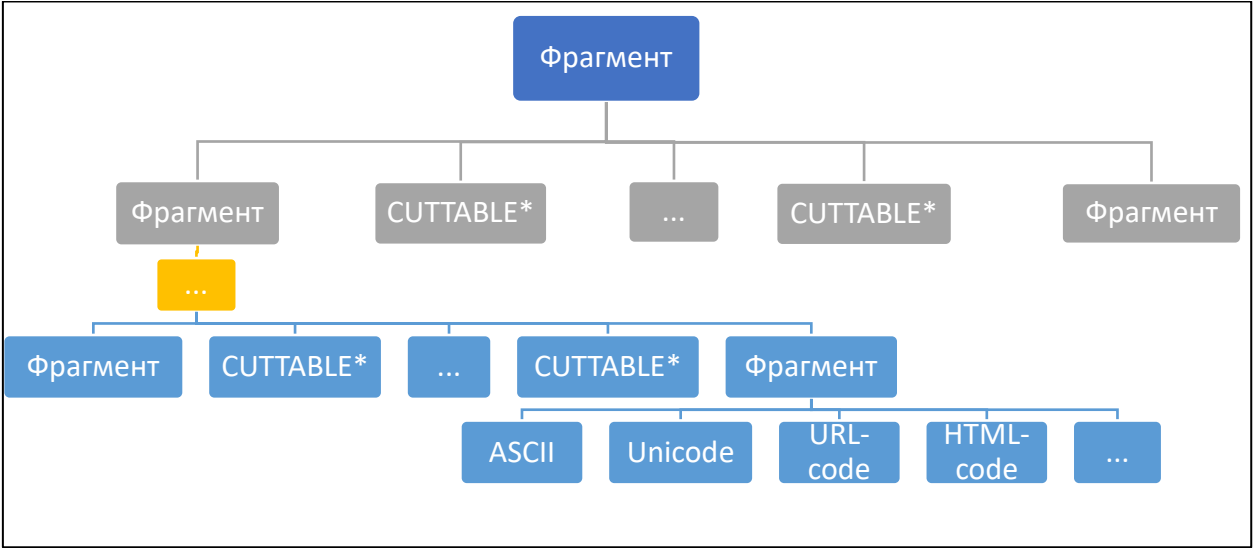 Фрагмент
Фрагмент
CUTTABLE*
...
CUTTABLE*
Фрагмент
...
Фрагмент
CUTTABLE*
...
CUTTABLE*
Фрагмент
ASCII
Unicode
URL-
code
HTML-
code
...